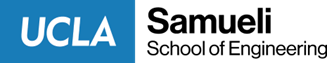 UCLA
Samueli
School of Engineering